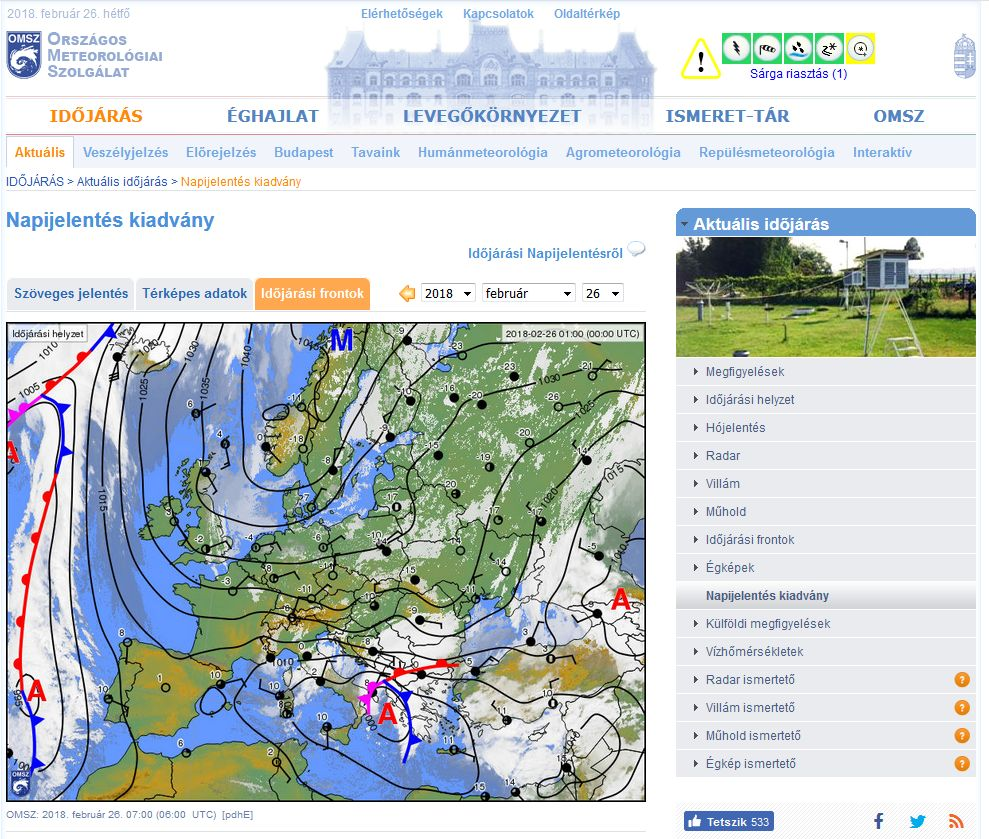 2018. február 26. hétfő
Elérhetőségek Kapcsolatok Oldaltérkép
OMSZ
ORSZÁGOS
METEOROLÓGIAI
SZOLGÁLAT
Sárga riasztás (1)
IDŐJÁRÁS ÉGHAJLAT LEVEGŐKÖRNYEZET ISMERET-TÁR OMSZ
Aktuális Veszélyjelzés Előrejelzés Budapest Tavaink Humánmeteorológia Agrometeorológia Repülésmeteorológia Interaktív
IDŐJÁRÁS > Aktuális időjárás > Napijelentés kiadvány
Napijelentés kiadvány
Időjárási Napijelentésről
Szöveges jelentés Térképes adatok Időjárási frontok
2018 február 26
Időjárási helyzet
2018-02-26 01:00 (00:00 UTC)
M
1010
1005
1025
1030
1035
1040
1030
1025
1015
1015
A
A
A
A
1010
995
OMSZ
OMSZ: 2018. február 26. 07:00 (06:00 UTC) [pdhE]
Aktuális időjárás
Megfigyelések
Időjárási helyzet
Hójelentés
Radar
Villám
Műhold
Időjárási frontok
Égképek
Napijelentés kiadvány
Külföldi megfigyelések
Vízhőmérsékletek
Radar ismertető ?
Villám ismertető ?
Műhold ismertető ?
Égkép ismertető ?
Tetszik 533